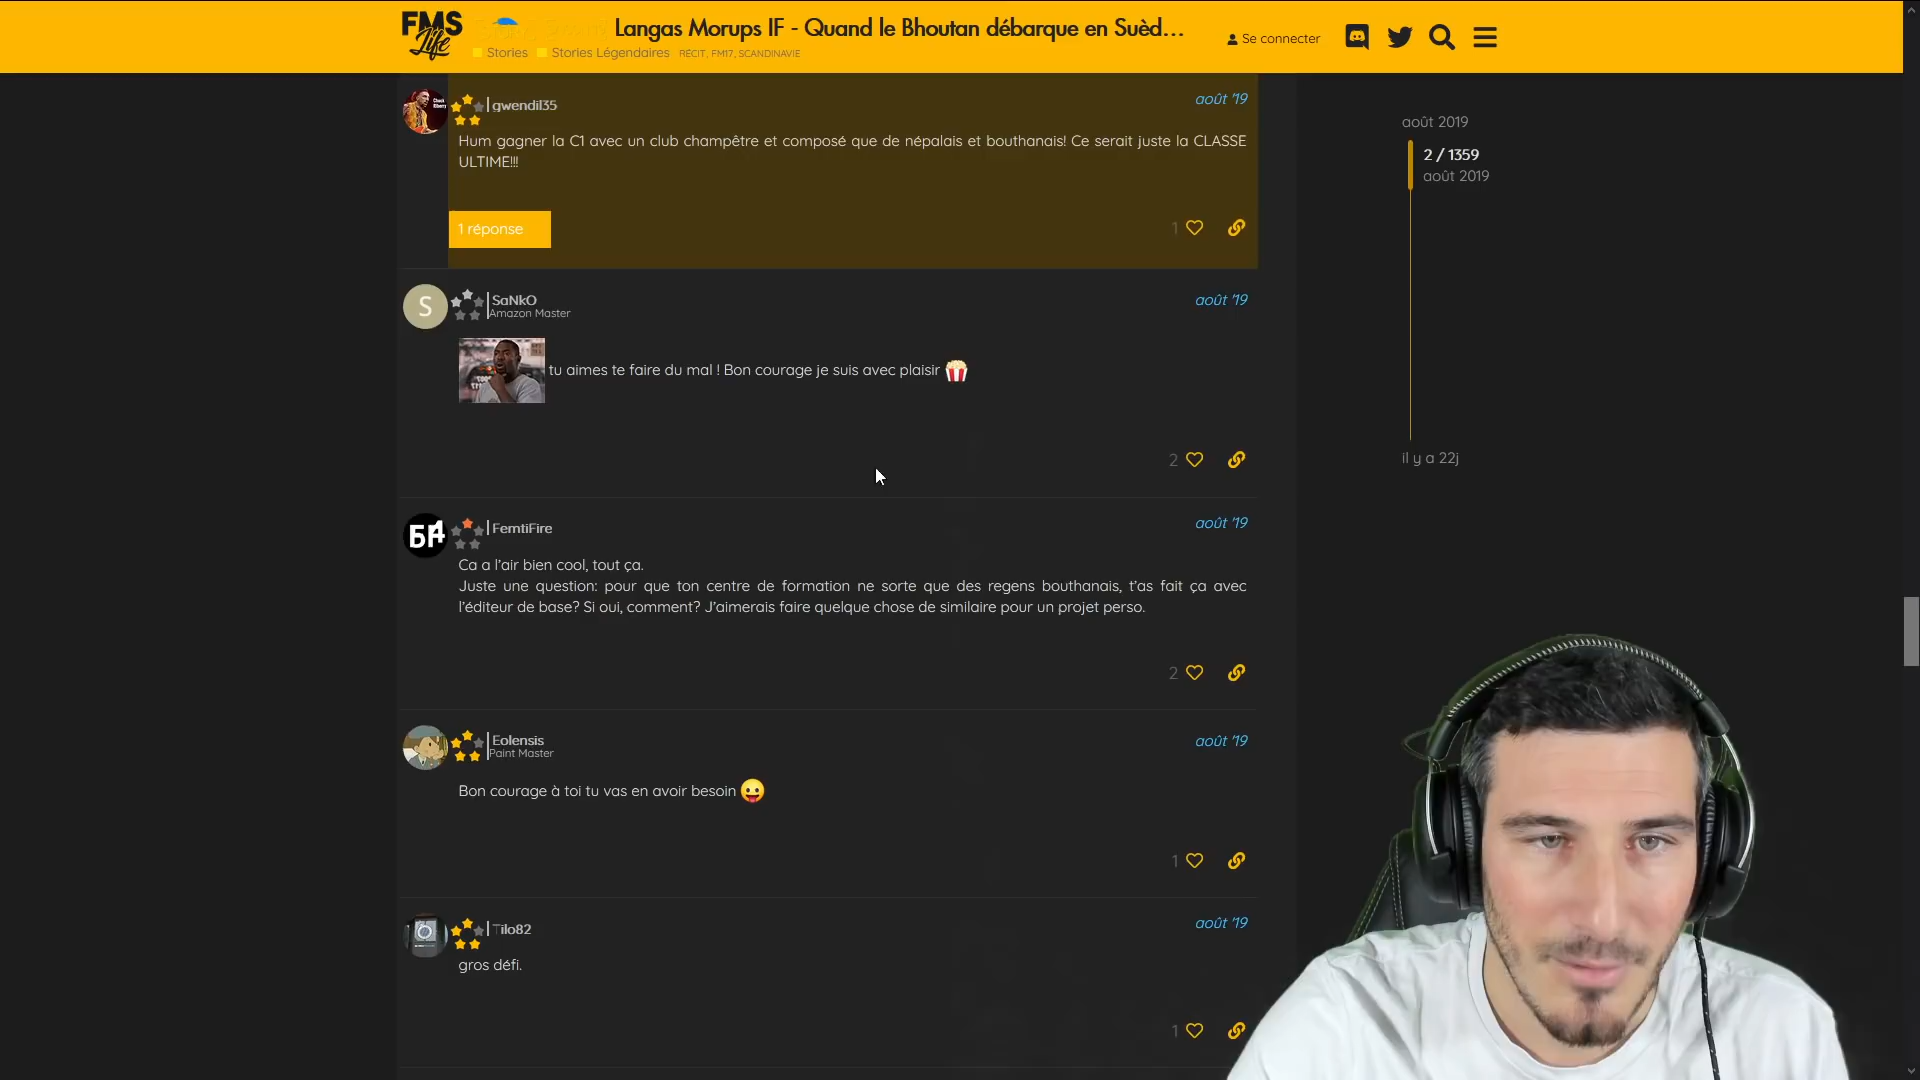 FMS Life
Langas Morups IF - Quand le Bhoutan débarque en Suèd...
Stories Stories Légendaires RÉCIT, FM17, SCANDINAVIE
Se connecter
gwendil35
août '19
Hum gagner la C1 avec un club champêtre et composé que de népalais et bouthanais! Ce serait juste la CLASSE
ULTIME!!!
1 réponse
1
SaNkO
Amazon Master
août '19
tu aimes te faire du mal ! Bon courage je suis avec plaisir
2
FemtiFire
août '19
Ca a l'air bien cool, tout ça.
Juste une question: pour que ton centre de formation ne sorte que des regens bouthanais, t'as fait ça avec
l'éditeur de base? Si oui, comment? J'aimerais faire quelque chose de similaire pour un projet perso.
2
Eolensis
Paint Master
août '19
Bon courage à toi tu vas en avoir besoin
1
Tilo82
août '19
gros défi.
1
août 2019
2 / 1359
août 2019
il y a 22j
S